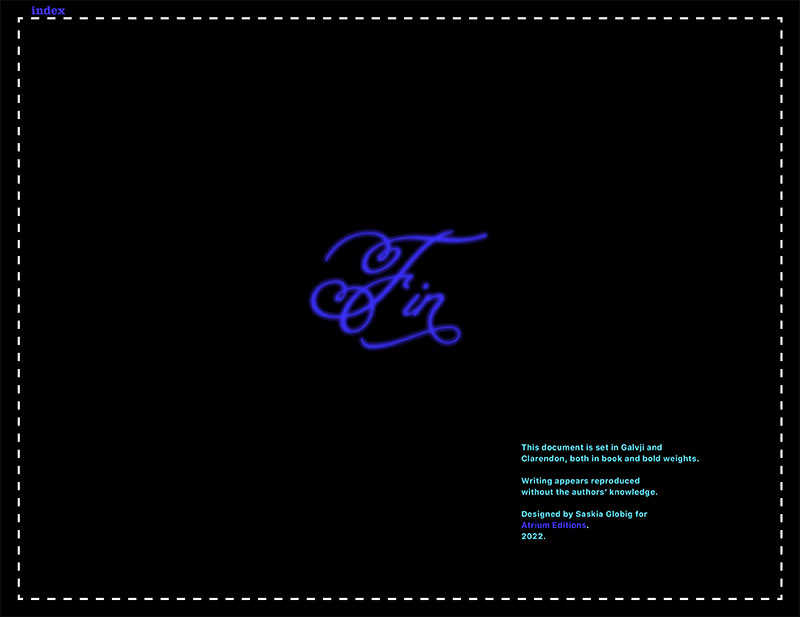 index
Fin
This document is set in Galvji and
Clarendon, both in book and bold weights.
Writing appears reproduced
without the authors' knowledge.
Designed by Saskia Globig for
Atrium Editions.
2022.